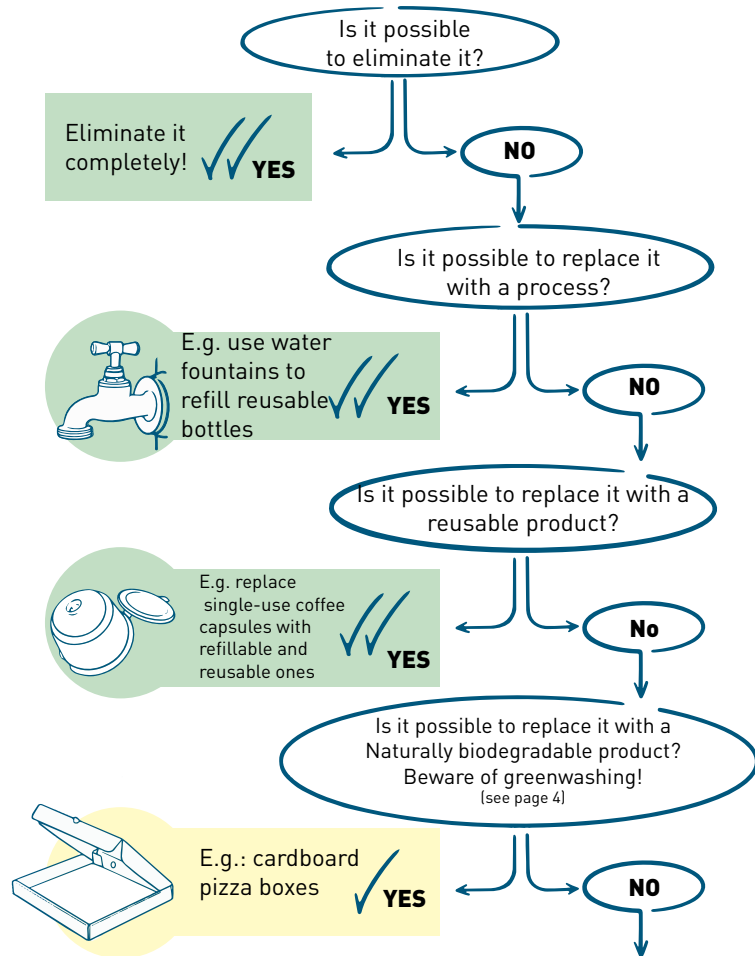 Is it possible
to eliminate it?
Eliminate it
completely!
YES
NO
Is it possible to replace it
with a process?
E.g. use water
fountains to
refill reusable
bottles
YES
NO
Is it possible to replace it with a
reusable product?
E.g. replace
single-use coffee
capsules with
refillable and
reusable ones
YES
No
Is it possible to replace it with a
Naturally biodegradable product?
Beware of greenwashing!
(see page 4)
E.g.: cardboard
pizza boxes
YES
NO